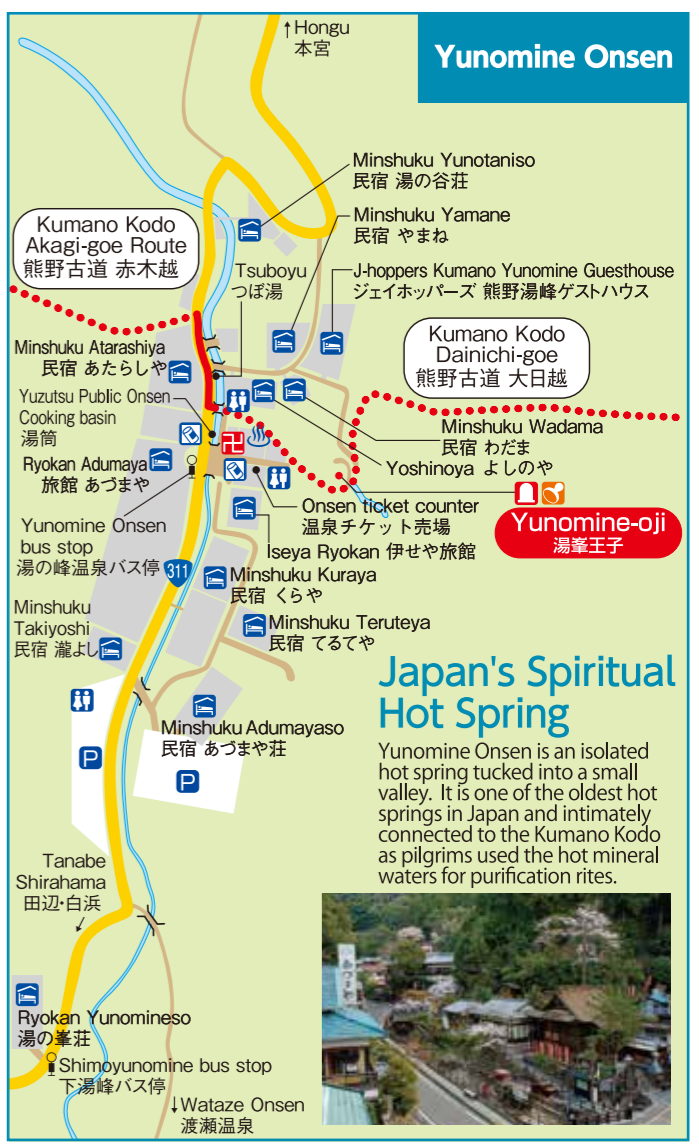 Yunomine Onsen
↑Hongu
本宮
Minshuku Yunotaniso
民宿 湯の谷荘
Kumano Kodo
Akagi-goe Route
熊野古道 赤木越
Minshuku Yamane
民宿 やまね
Tsuboyu
つぼ湯
J-hoppers Kumano Yunomine Guesthouse
ジェイホッパーズ 熊野湯峰ゲストハウス
Minshuku Atarashiya
民宿 あたらしや
Kumano Kodo
Dainichi-goe
熊野古道 大日越
Yuzutsu Public Onsen
Cooking basin
湯筒
Minshuku Wadama
民宿 わだま
Yoshinoya よしのや
Ryokan Adumaya
旅館 あづまや
Onsen ticket counter
温泉チケット売場
Yunomine-oji
湯峯王子
Yunomine Onsen
bus stop
湯の峰温泉バス停
Iseya Ryokan 伊せや旅館
311
Minshuku Kuraya
民宿 くらや
Minshuku
Takiyoshi
民宿 瀧よし
Minshuku Teruteya
民宿 てるてや
Minshuku Adumayaso
民宿 あづまや荘
P
P
Japan's Spiritual
Hot Spring
Yunomine Onsen is an isolated
hot spring tucked into a small
valley. It is one of the oldest hot
springs in Japan and intimately
connected to the Kumano Kodo
as pilgrims used the hot mineral
waters for purification rites.
Tanabe
Shirahama
田辺・白浜
Ryokan Yunomineso
湯の峯荘
Shimoyunomine bus stop
下湯峰バス停
↓Wataze Onsen
渡瀬温泉